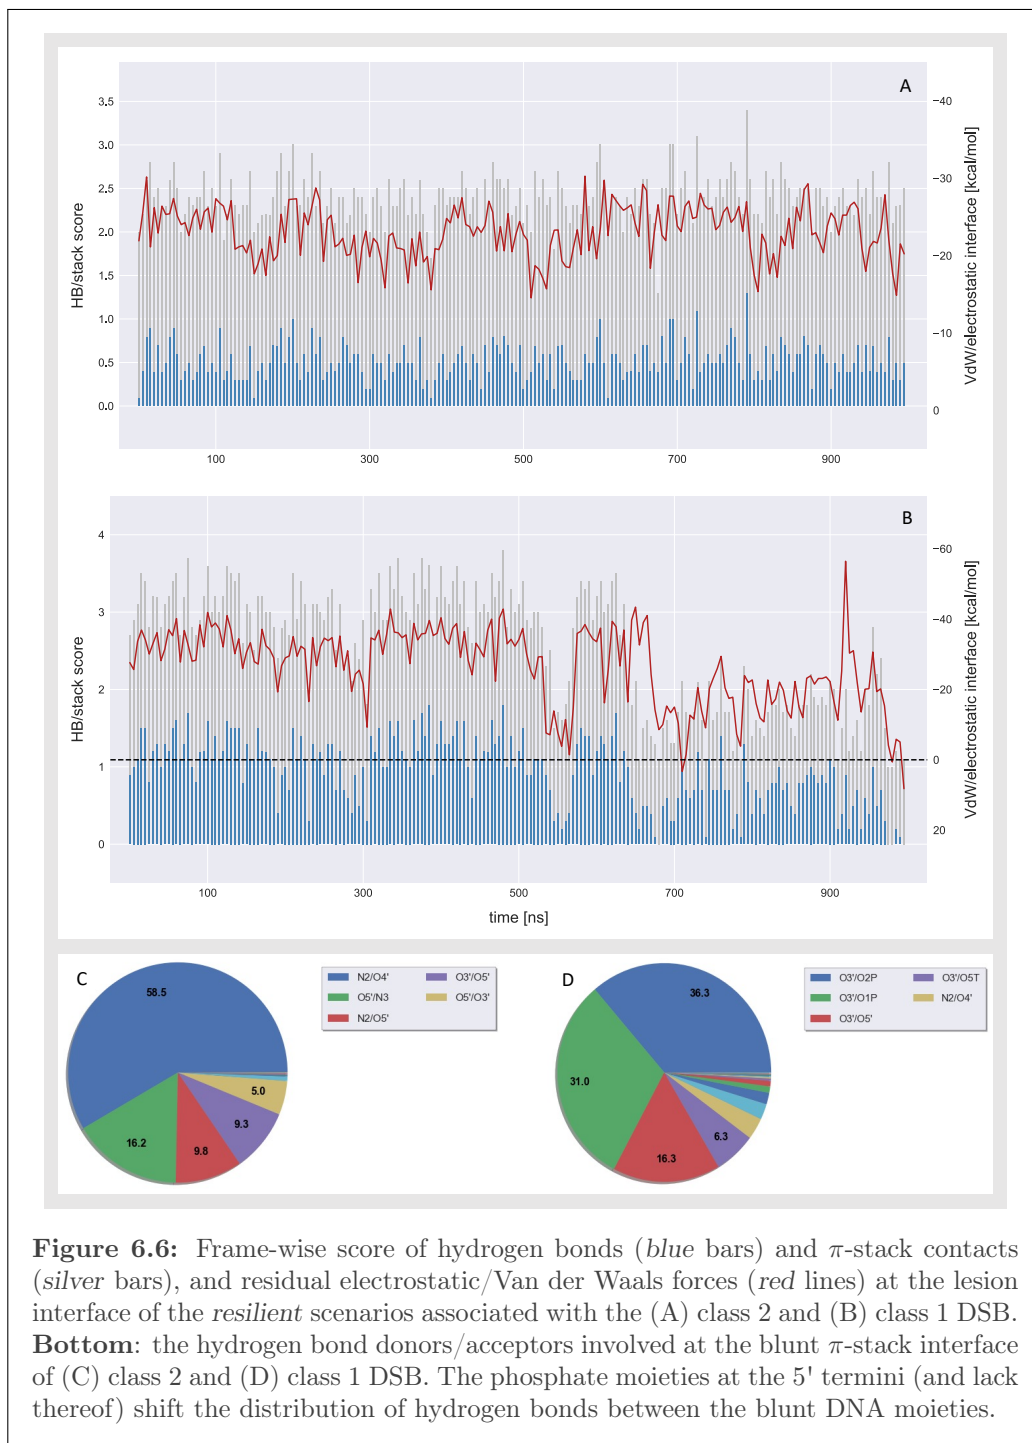 A
3.5
3.0
2.5
2.0
1.5
1.0
0.5
0.0
HB/stack score
−40
−30
−20
−10
0
VdW/electrostatic interface [kcal/mol]
100 300 500 700 900
B
4
3
2
1
0
HB/stack score
−60
−40
−20
0
20
VdW/electrostatic interface [kcal/mol]
100 300 500 700 900
time [ns]
C
58.5
16.2
9.8
9.3
5.0
N2/O4' O3'/O5'
O5'/N3 O5'/O3'
N2/O5'
D
36.3
31.0
16.3
6.3
O3'/O2P O3'/O5T
O3'/O1P N2/O4'
O3'/O5'
Figure 6.6: Frame-wise score of hydrogen bonds (blue bars) and π-stack contacts
(silver bars), and residual electrostatic/Van der Waals forces (red lines) at the lesion
interface of the resilient scenarios associated with the (A) class 2 and (B) class 1 DSB.
Bottom: the hydrogen bond donors/acceptors involved at the blunt π-stack interface
of (C) class 2 and (D) class 1 DSB. The phosphate moieties at the 5' termini (and lack
thereof) shift the distribution of hydrogen bonds between the blunt DNA moieties.